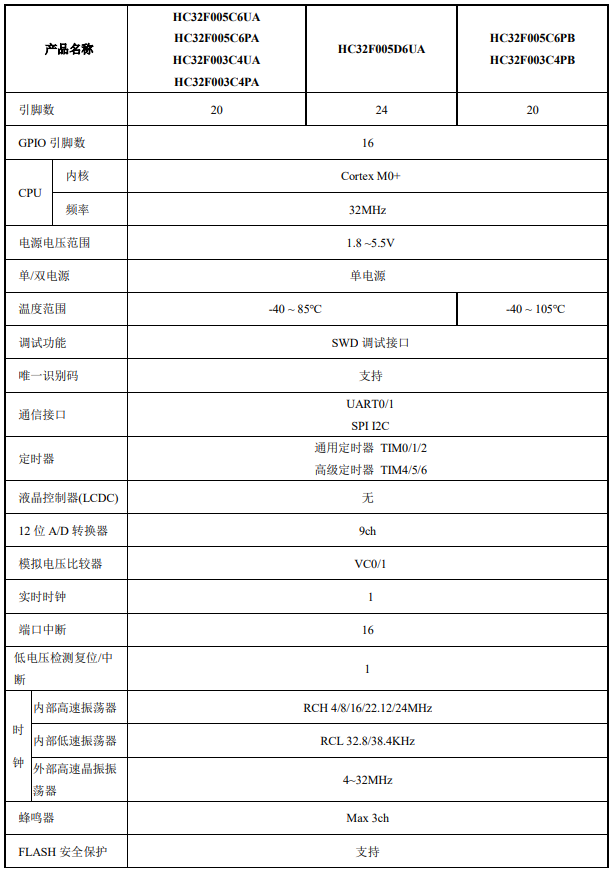 产品名称
HC32F005C6UA
HC32F005C6PA
HC32F003C4UA
HC32F003C4PA
HC32F005D6UA
HC32F005C6PB
HC32F003C4PB
引脚数
20
24
20
GPIO 引脚数
16
CPU
内核
Cortex M0+
频率
32MHz
电源电压范围
1.8 ~5.5V
单/双电源
单电源
温度范围
-40 ~ 85℃
-40 ~ 105℃
调试功能
SWD 调试接口
唯一识别码
支持
通信接口
UART0/1
SPI I2C
定时器
通用定时器 TIM0/1/2
高级定时器 TIM4/5/6
液晶控制器(LCDC)
无
12 位 A/D 转换器
9ch
模拟电压比较器
VC0/1
实时时钟
1
端口中断
16
低电压检测复位/中
断
1
时
钟
内部高速振荡器
RCH 4/8/16/22.12/24MHz
内部低速振荡器
RCL 32.8/38.4KHz
外部高速晶振振
荡器
4~32MHz
蜂鸣器
Max 3ch
FLASH 安全保护
支持